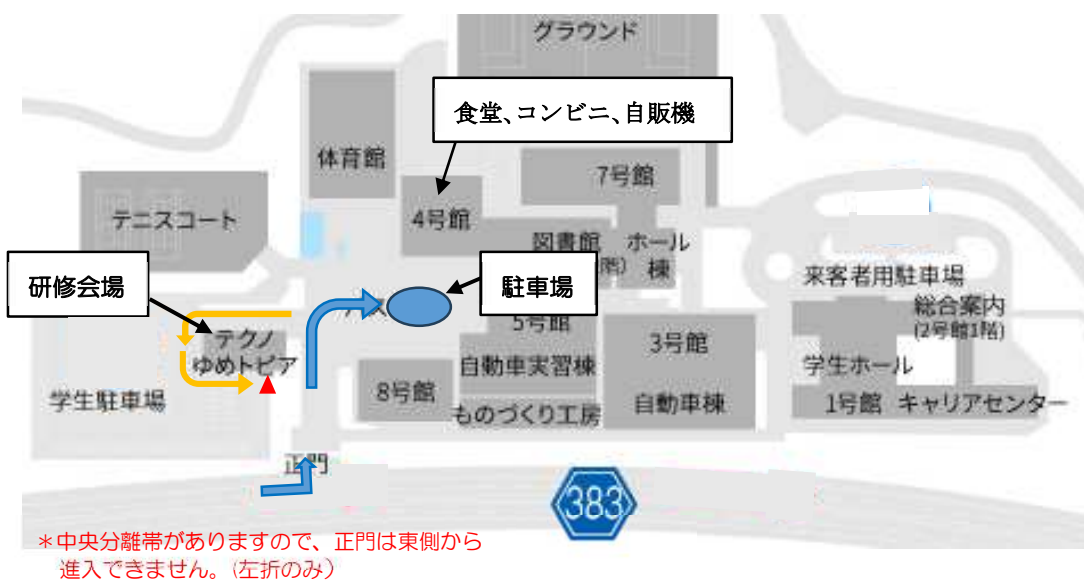 グラウンド
食堂、コンビニ、自販機
体育館
7号館
テニスコート
4号館
図書館
ホール
棟
階)
研修会場
駐車場
来客者用駐車場
総合案内
(2号館1階)
テクノ
ゆめトピア
5号館
3号館
自動車実習棟
学生ホール
学生駐車場
8号館
ものづくり工房
自動車棟
1号館
キャリアセンター
正門
383
＊中央分離帯がありますので、正門は東側から
進入できません。(左折のみ)